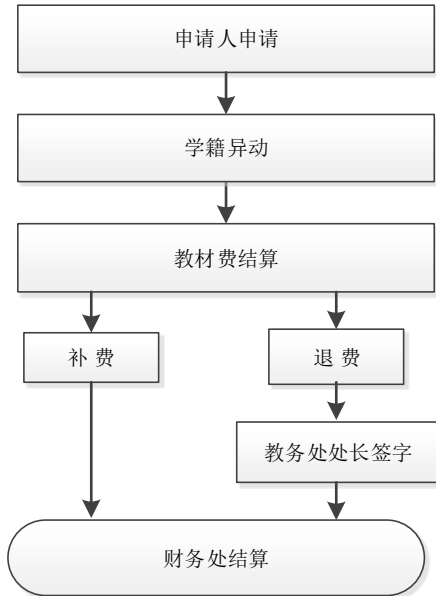 申请人申请
学籍异动
教材费结算
补 费
退 费
教务处处长签字
财务处结算